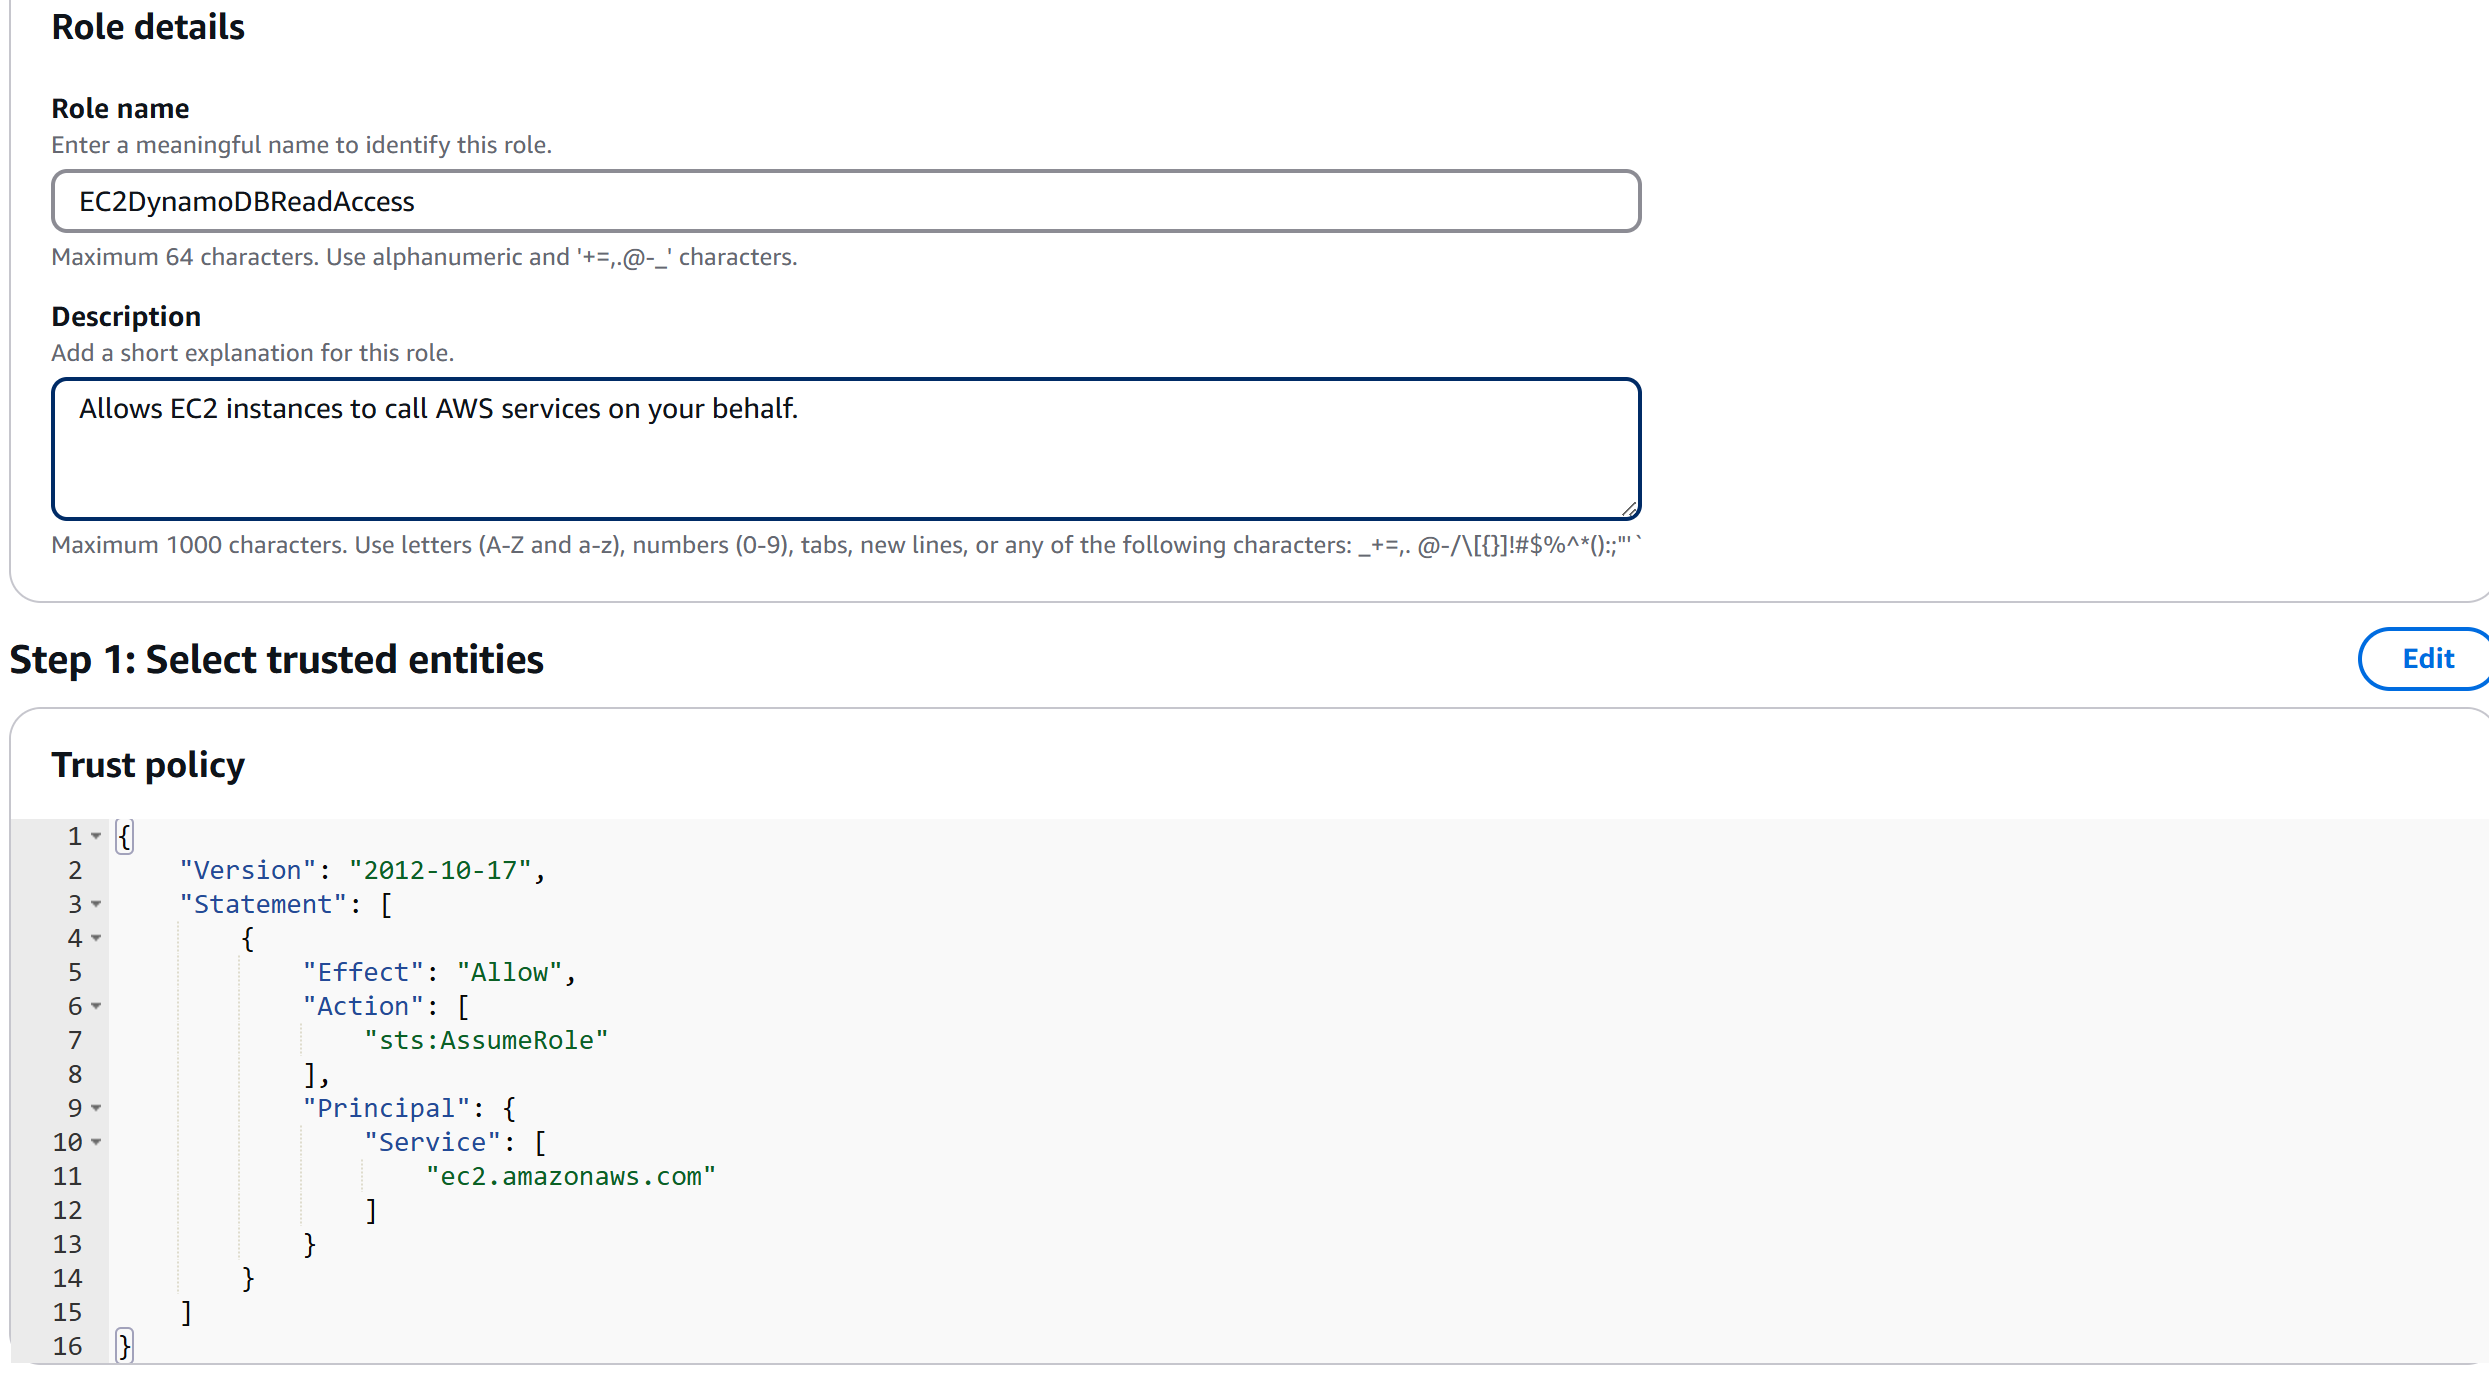 Role details
Role name
Enter a meaningful name to identify this role.
EC2DynamoDBReadAccess
Maximum 64 characters. Use alphanumeric and '+=,.@-_' characters.
Description
Add a short explanation for this role.
Allows EC2 instances to call AWS services on your behalf.
Maximum 1000 characters. Use letters (A-Z and a-z), numbers (0-9), tabs, new lines, or any of the following characters: _+=,. @-/\[{}]!#$%^*();:"'`
Step 1: Select trusted entities
Edit
Trust policy
1 {
2 "Version": "2012-10-17",
3 "Statement": [
4 {
5 "Effect": "Allow",
6 "Action": [
7 "sts:AssumeRole"
8 ],
9 "Principal": {
10 "Service": [
11 "ec2.amazonaws.com"
12 ]
13 }
14 }
15 ]
16 }